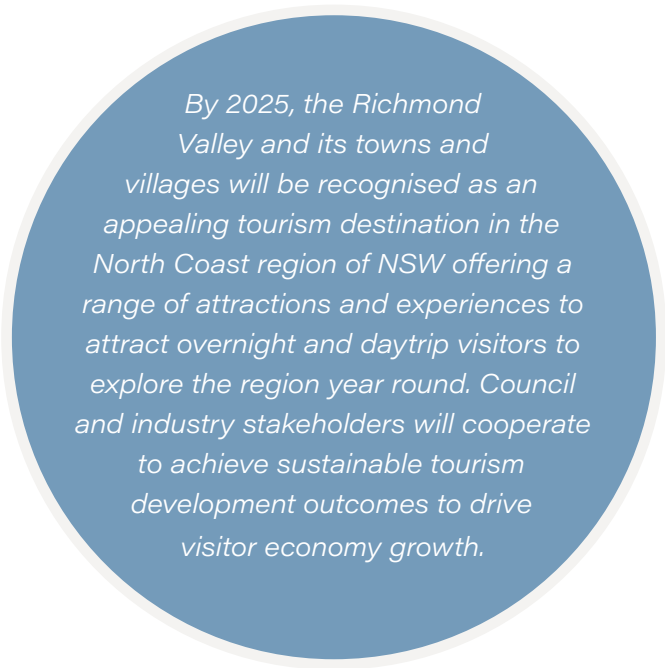 By 2025, the Richmond
Valley and its towns and
villages will be recognised as an
appealing tourism destination in the
North Coast region of NSW offering a
range of attractions and experiences to
attract overnight and daytrip visitors to
explore the region year round. Council
and industry stakeholders will cooperate
to achieve sustainable tourism
development outcomes to drive
visitor economy growth.